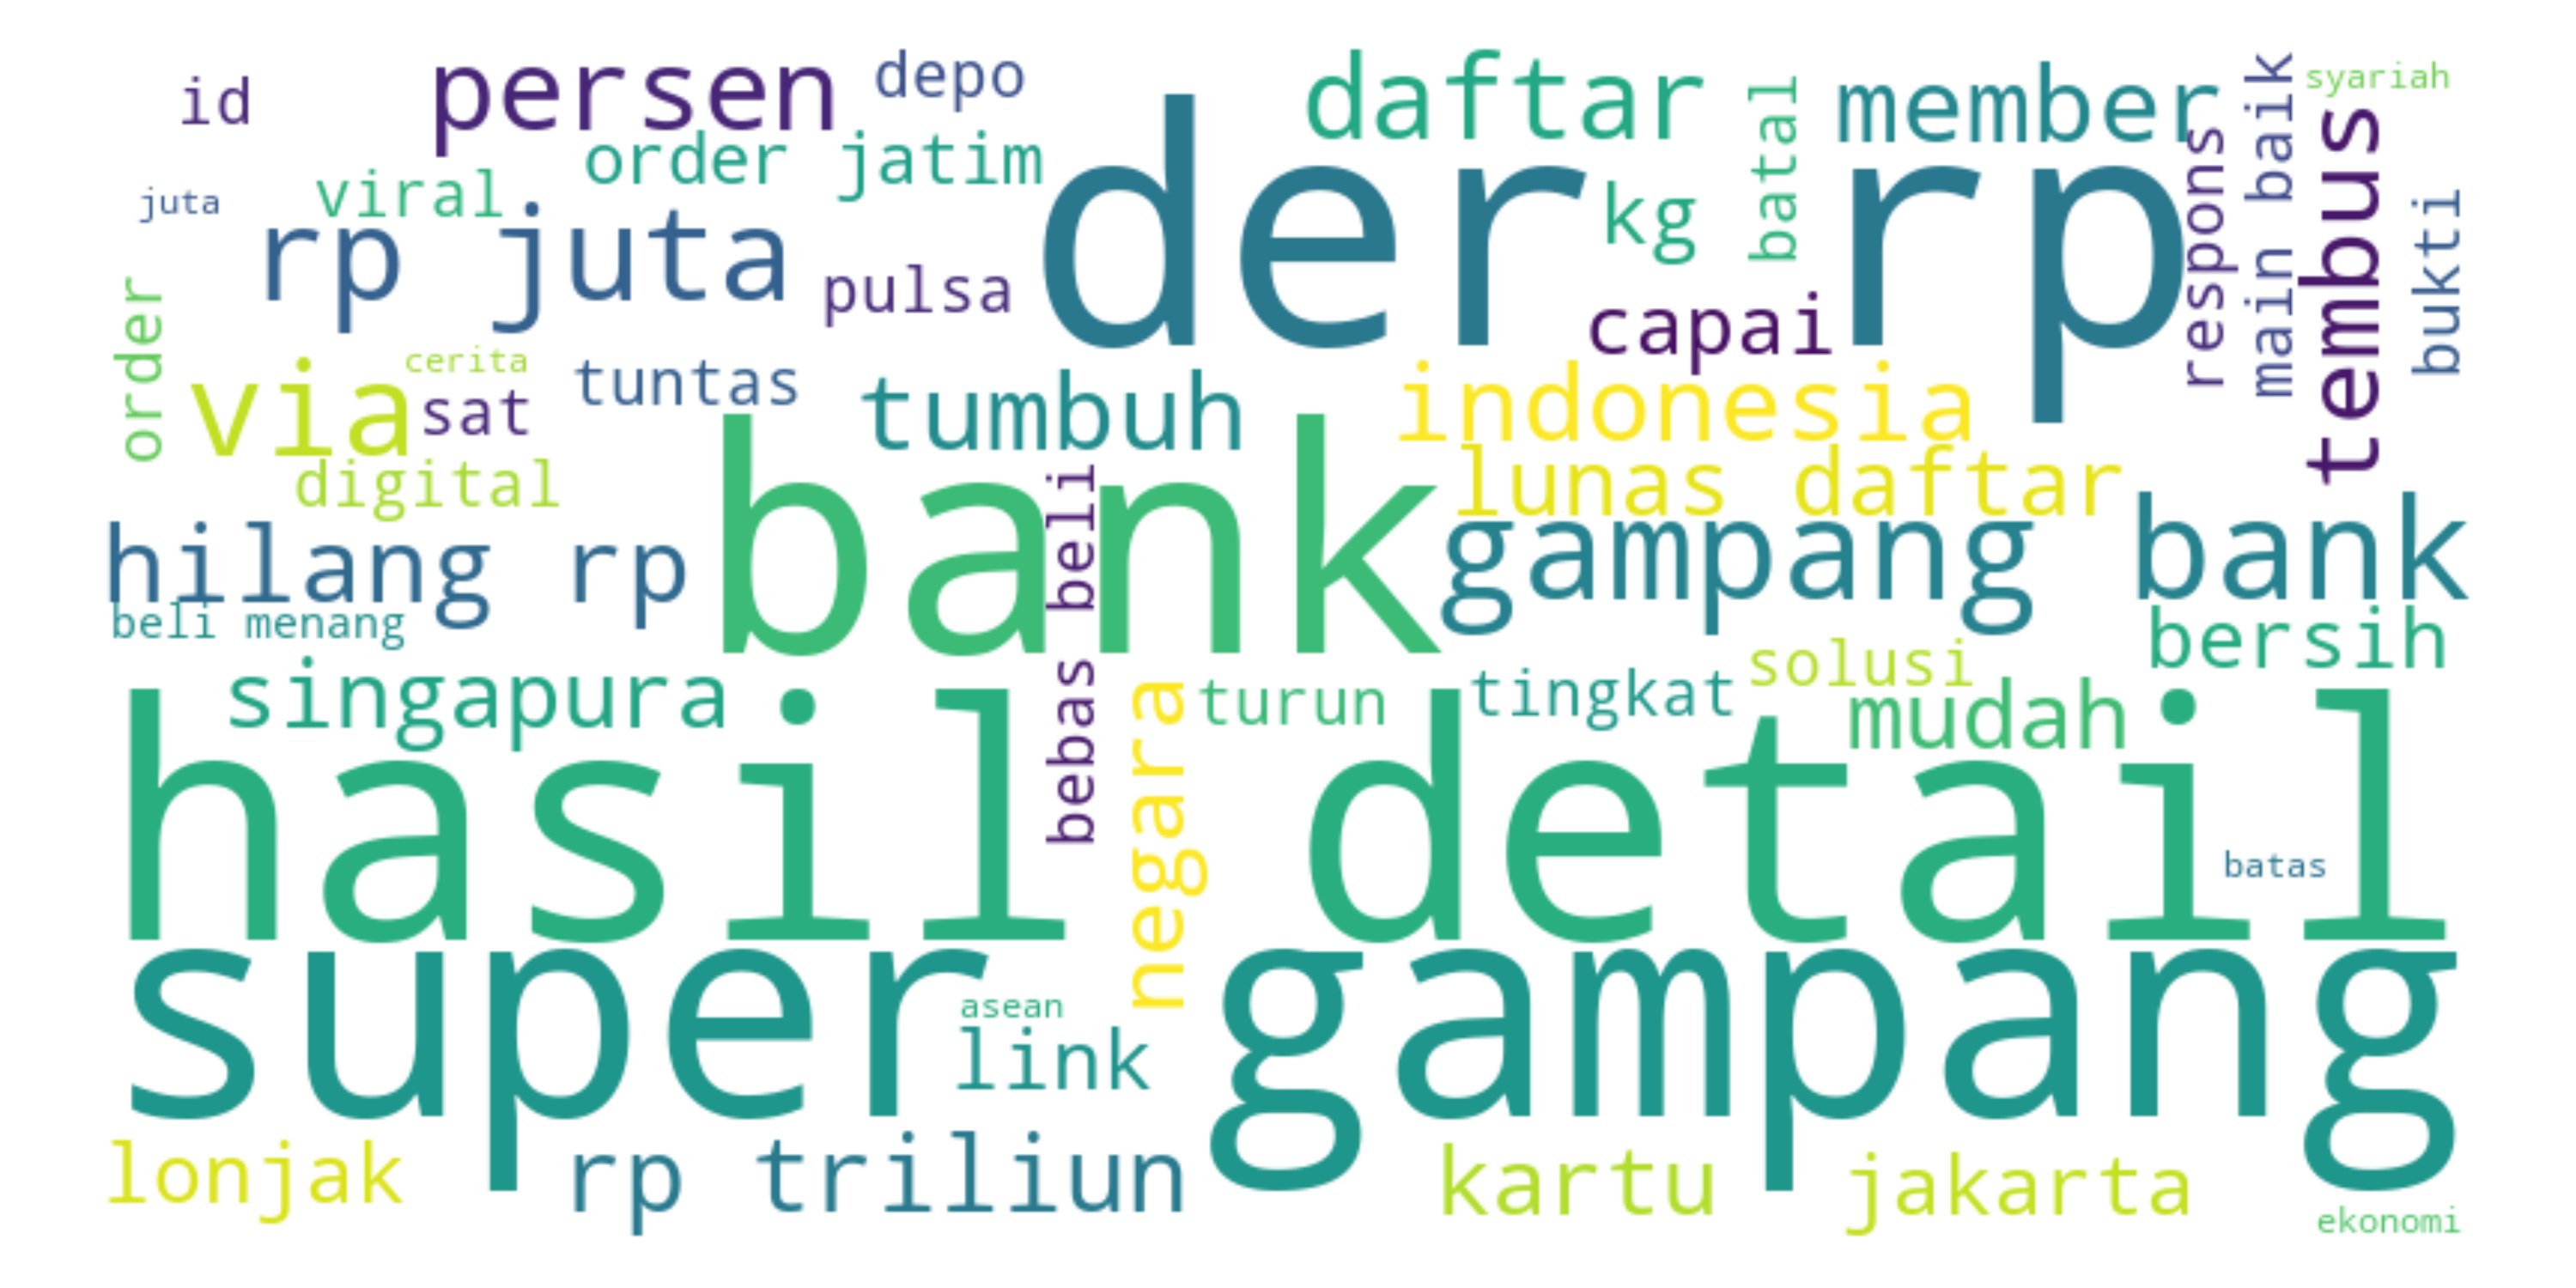 id
persen
depo
daftar
batal
member
respons
main baik
syariah
tembus
bukti
order jatim
der rp
viral
juta
rp juta
kg
pulsa
capai
order
via
cerita
sat
tuntas
tumbuh
indonesia
digital
bank
bebas beli
lunas daftar
hilang rp
gampang bank
beli menang
bersih
singapura
negara
turun
tingkat
solusi
mudah
hasil detail
batas
super gampang
asean
link
lonjak
rp triliun
kartu
jakarta
ekonomi